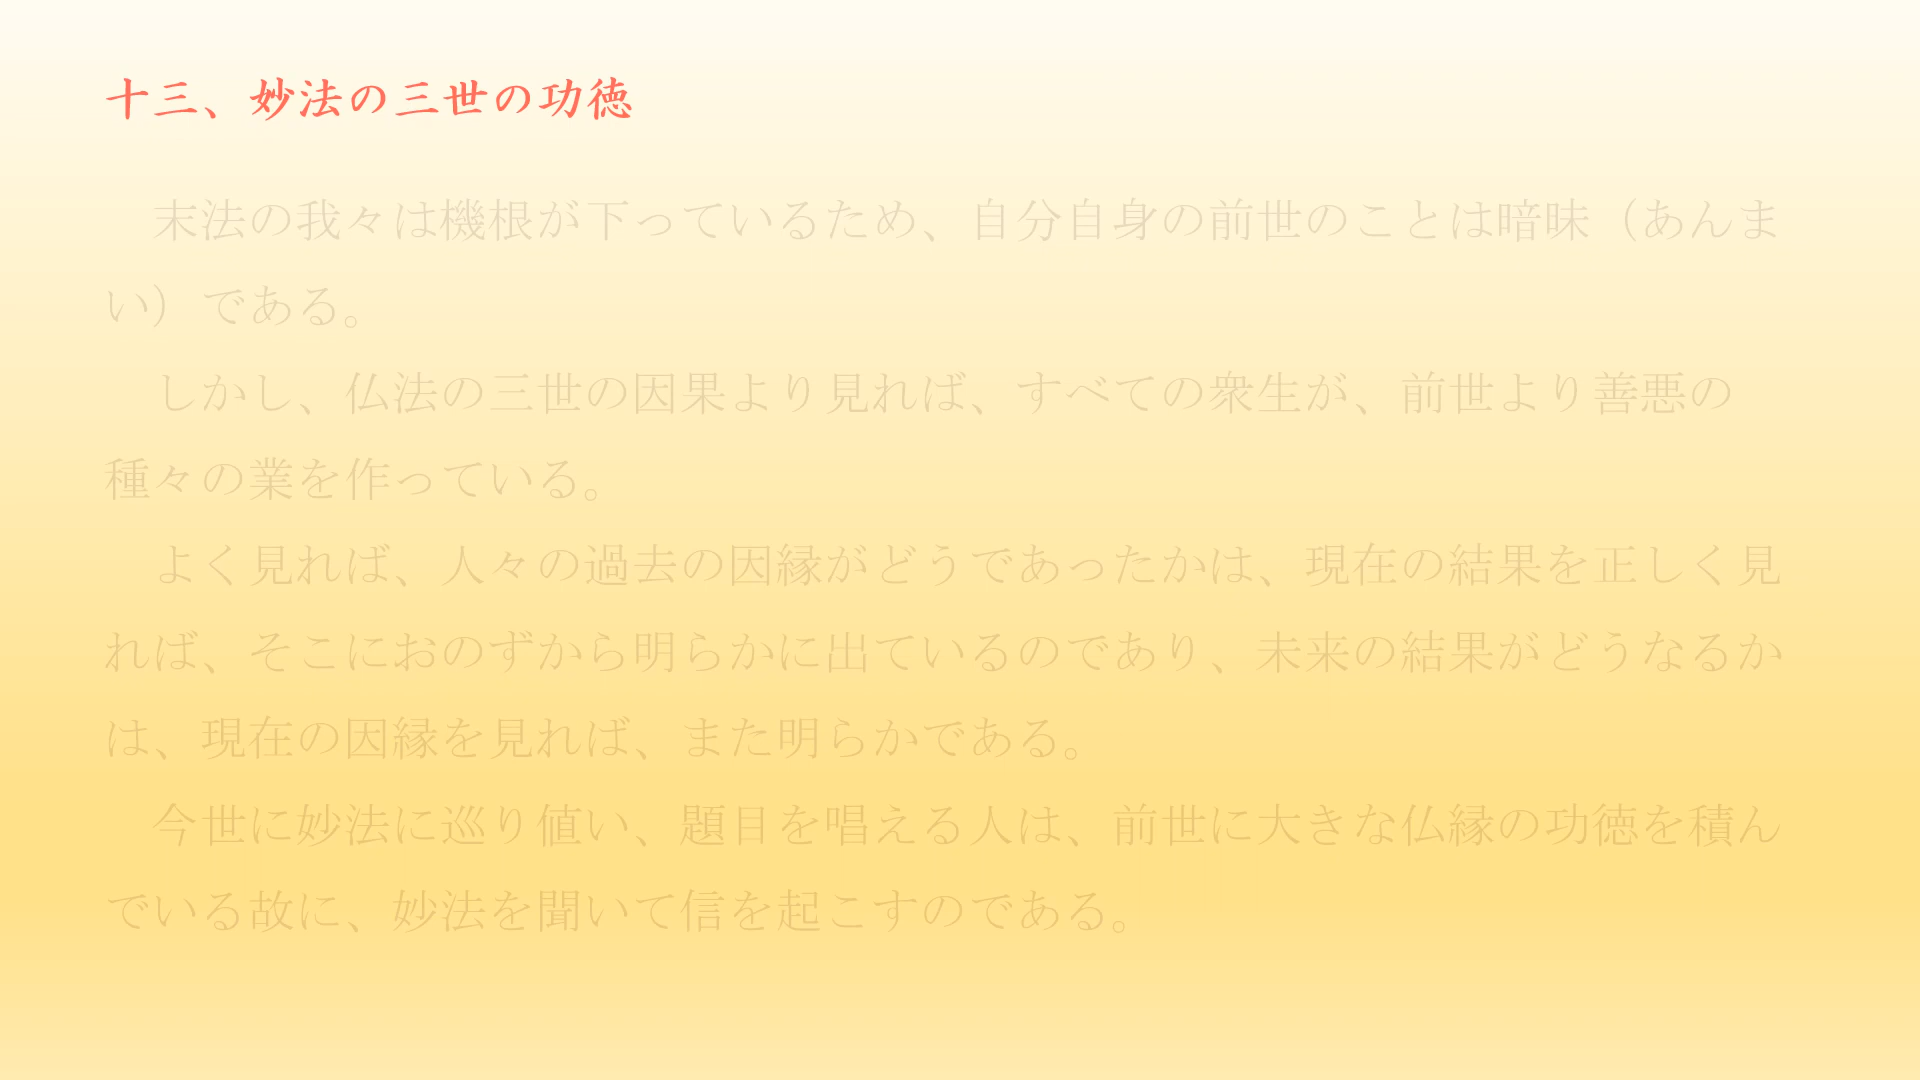 十三、妙法の三世の功徳
　末法の我々は機根が下っているため、自分自身の前世のことは暗昧（あんま
い）である。
　しかし、仏法の三世の因果より見れば、すべての衆生が、前世より善悪の
種々の業を作っている。
　よく見れば、人々の過去の因縁がどうであったかは、現在の結果を正しく見
れば、そこにおのずから明らかに出ているのであり、未来の結果がどうなるか
は、現在の因縁を見れば、また明らかである。
　今世に妙法に巡り値い、題目を唱える人は、前世に大きな仏縁の功徳を積ん
でいる故に、妙法を聞いて信を起こすのである。